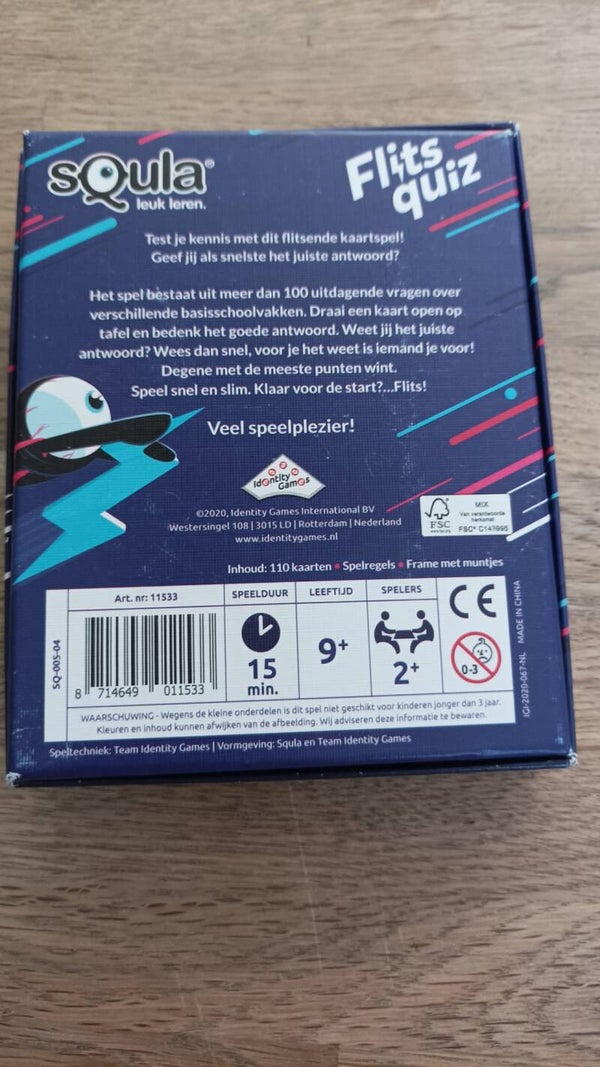 sQula®
leuk leren.
Flits
quiz
Test je kennis met dit flitsende kaartspel!
Geef jij als snelste het juiste antwoord?
Het spel bestaat uit meer dan 100 uitdagende vragen over
verschillende basisschoolvakken. Draai een kaart open op
tafel en bedenk het goede antwoord. Weet jij het juiste
antwoord? Wees dan snel, voor je het weet is iemand je voor!
Degene met de meeste punten wint.
Speel snel en slim. Klaar voor de start?...Flits!
Veel speelplezier!
Identity
Games
©2020, Identity Games International BV
Westersingel 108 | 3015 LD | Rotterdam | Nederland
www.identitygames.nl
FSC
MIX
Van verantwoorde
herkomst
Inhoud: 110 kaarten • Spelregels • Frame met muntjes
SQ-005-04
Art. nr: 11533
8 714649 011533
SPEELDUUR
15
min.
LEEFTIJD
9+
SPELERS
2+
CE
0-3
IGI-2020-067-NL MADE IN CHINA
WAARSCHUWING - Wegens de kleine onderdelen is dit spel niet geschikt voor kinderen jonger dan 3 jaar.
Kleuren en inhoud kunnen afwijken van de afbeelding. Wij adviseren deze informatie te bewaren.
Speltechniek: Team Identity Games | Vormgeving: Squla en Team Identity Games